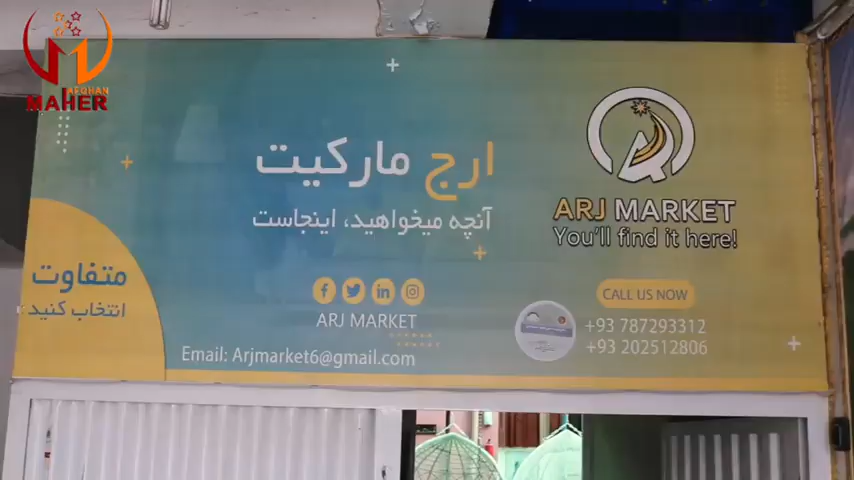 AFGHAN
MAHER
ارج مارکیت
آنچه میخواهید، اینجاست
متفاوت
انتخاب کنید
ARJ MARKET
You'll find it here!
ARJ MARKET
CALL US NOW
+93 787293312
+93 202512806
Email: Arjmarket6@gmail.com